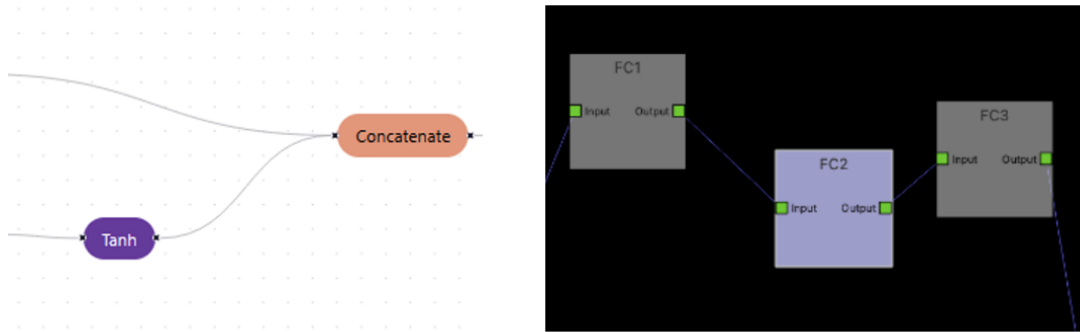 Concatenate
Tanh
FC1
Input Output
FC2
Input Output
FC3
Input Output